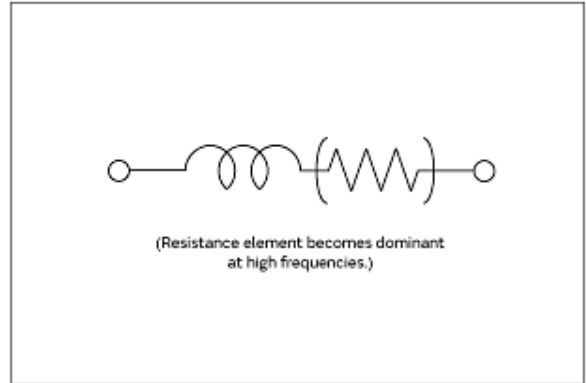 (Resistance element becomes dominant
at high frequencies.)